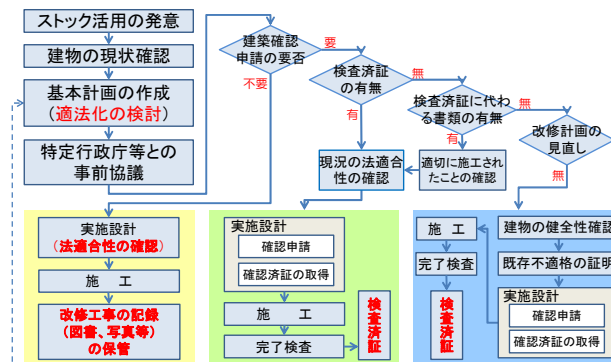 ストック活用の発意
建物の現状確認
基本計画の作成
（適法化の検討）
特定行政庁等との
事前協議
建築確認
申請の要否
要
不要
検査済証
の有無
無
有
検査済証に代わ
る書類の有無
無
有
改修計画の
見直し
無
現況の法適合
性の確認
適切に施工され
たことの確認
実施設計
（法適合性の確認）
施　工
改修工事の記録
（図書、写真等）
の保管
実施設計
確認申請
確認済証の取得
施　工
完了検査
検査済証
施　工
完了検査
検査済証
建物の健全性確認
既存不適格の証明
実施設計
確認申請
確認済証の取得